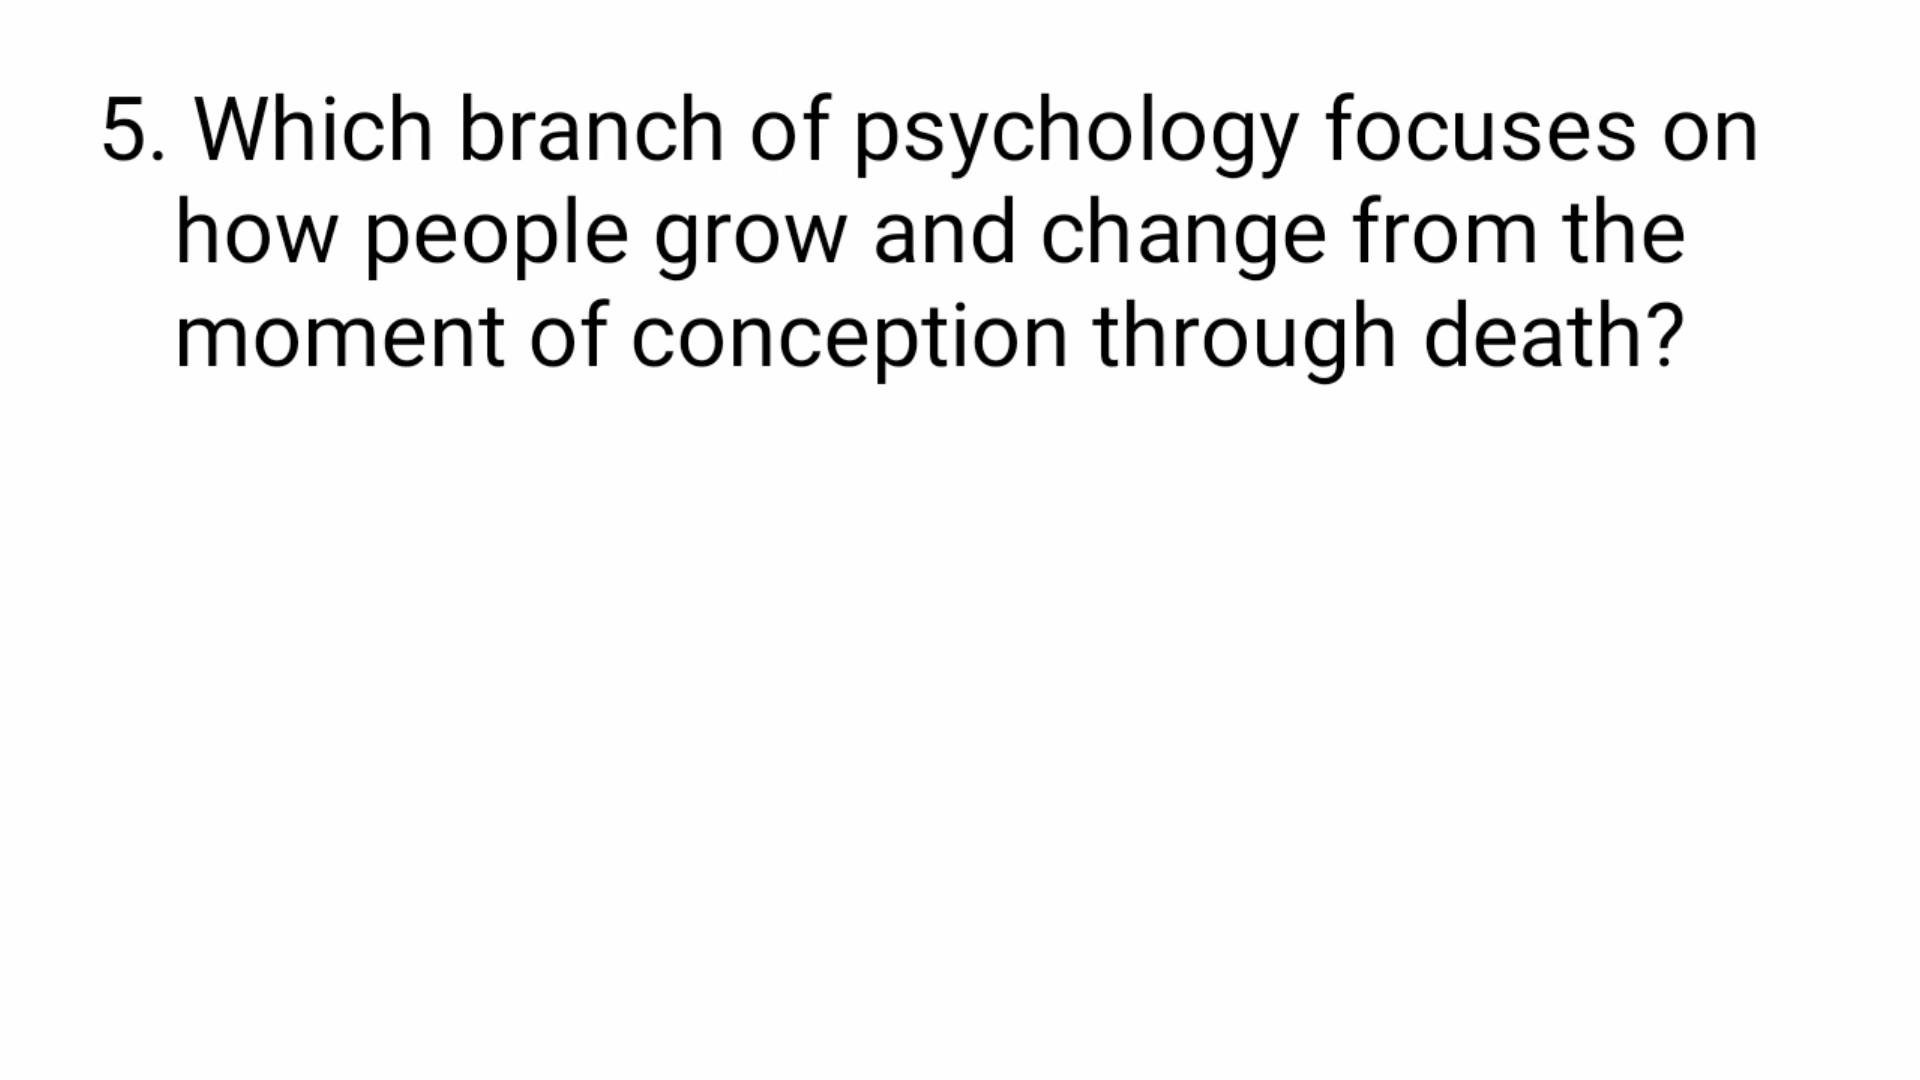 5. Which branch of psychology focuses on
how people grow and change from the
moment of conception through death?